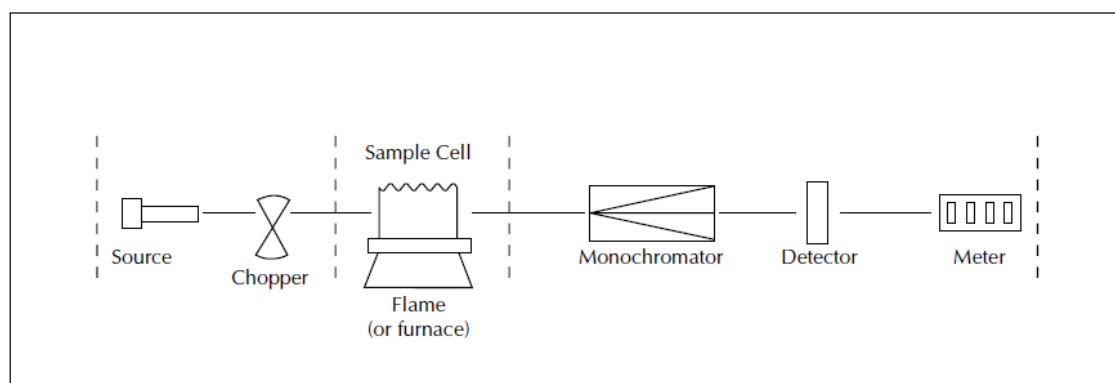 Sample Cell
Source
Chopper
Flame
(or furnace)
Monochromator
Detector
Meter